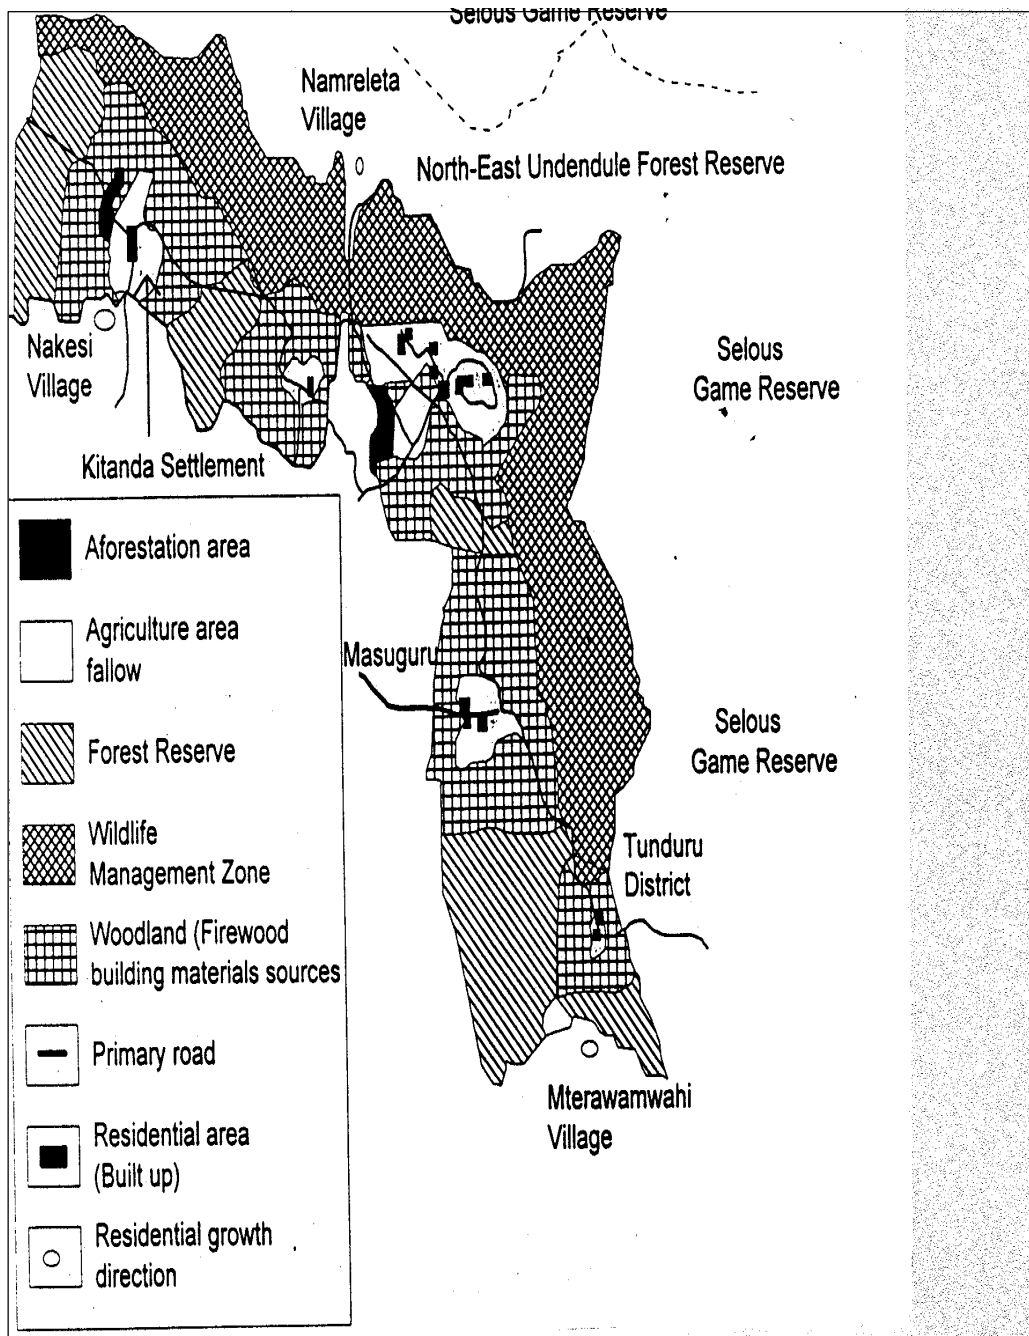 Selous Game Reserve
Namreleta
Village
North-East Undendule Forest Reserve
Nakesi
Village
Selous
Game Reserve
Kitanda Settlement
Aforestation area
Agriculture area
fallow
Masuguru
Forest Reserve
Selous
Game Reserve
Wildlife
Management Zone
Tunduru
District
Woodland (Firewood
building materials sources
Primary road
Mterawamwahi
Village
Residential area
(Built up)
Residential growth
direction